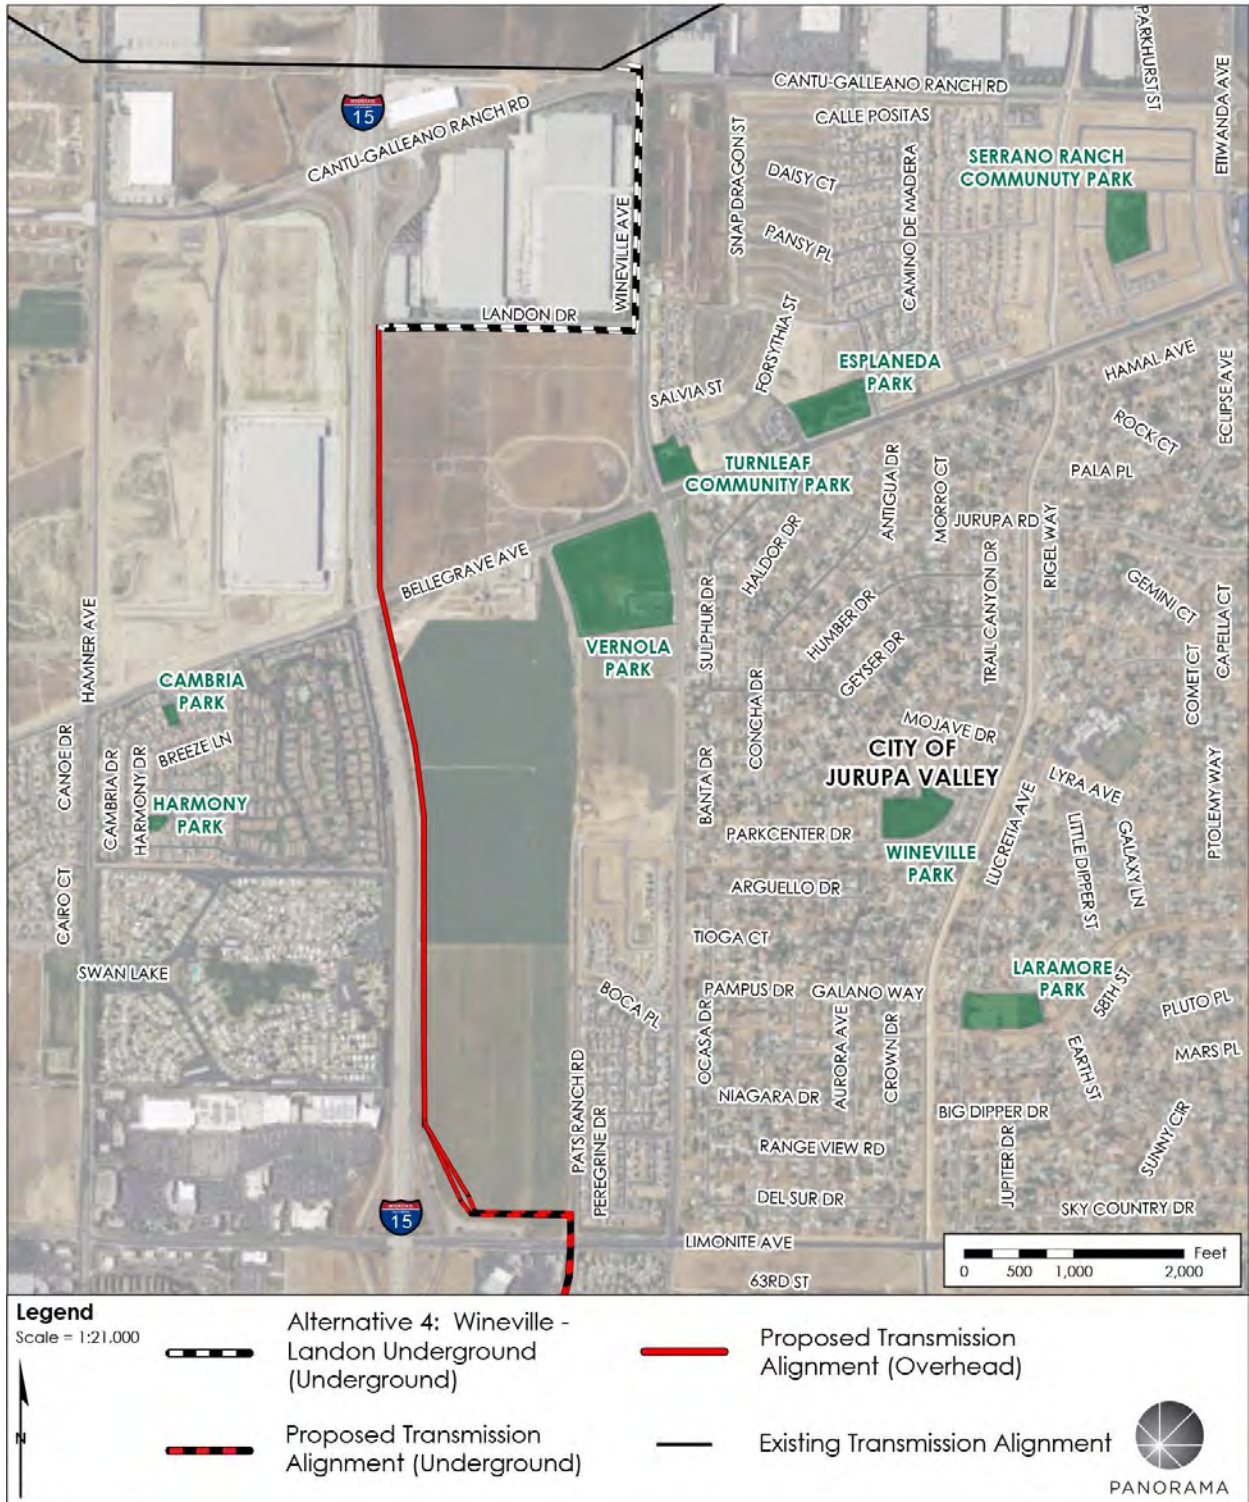 PARKHURST ST
ETIWANDA AVE
CANTU-GALLEANO RANCH RD
INTERSTATE
15
CANTU-GALLEANO RANCH RD
CALLE POSITAS
SERRANO RANCH
COMMUNUTY PARK
SNAP DRAGON ST
DAISY CT
CAMINO DE MADERA
PANSY PL
WINEVILLE AVE
LANDON DR
FORSYTHIA ST
ESPLANEDA
PARK
HAMAL AVE
ECLIPSE AVE
SALVIA ST
ROCK CT
TURNLEAF
COMMUNITY PARK
ANTIGUA DR
MORRO CT
PALA PL
JURUPA RD
RIGEL WAY
BELLEGRAVE AVE
HALDOR DR
TRAIL CANYON DR
GEMINI CT
CAPELLA CT
HAMNER AVE
SULPHUR DR
HUMBER DR
VERNOLA
PARK
GEYSER DR
COMET CT
CAMBRIA
PARK
CONCHA DR
MOJAVE DR
CANOE DR
BREEZE LN
CITY OF
JURUPA VALLEY
LYRA AVE
CAMBRIA DR
HARMONY DR
HARMONY
PARK
BANTA DR
PARKCENTER DR
WINEVILLE
PARK
LUCRETIA AVE
LITTLE DIPPER ST
GALAXY LN
PTOLEMY WAY
CAIRO CT
ARGUELLO DR
TIOGA CT
SWAN LAKE
LARAMORE
PARK
58TH ST
BOCA PL
PAMPUS DR
GALANO WAY
PLUTO PL
OCASA DR
AURORA AVE
CROWN DR
EARTH ST
MARS PL
PATS RANCH RD
PEREGRINE DR
NIAGARA DR
BIG DIPPER DR
SUNNY CIR
RANGE VIEW RD
JUPITER DR
DEL SUR DR
SKY COUNTRY DR
INTERSTATE
15
LIMONITE AVE
63RD ST
Feet
0 500 1,000 2,000
Legend
Scale = 1:21,000
N
Alternative 4: Wineville -
Landon Underground
(Underground)
Proposed Transmission
Alignment (Overhead)
Proposed Transmission
Alignment (Underground)
Existing Transmission Alignment
PANORAMA